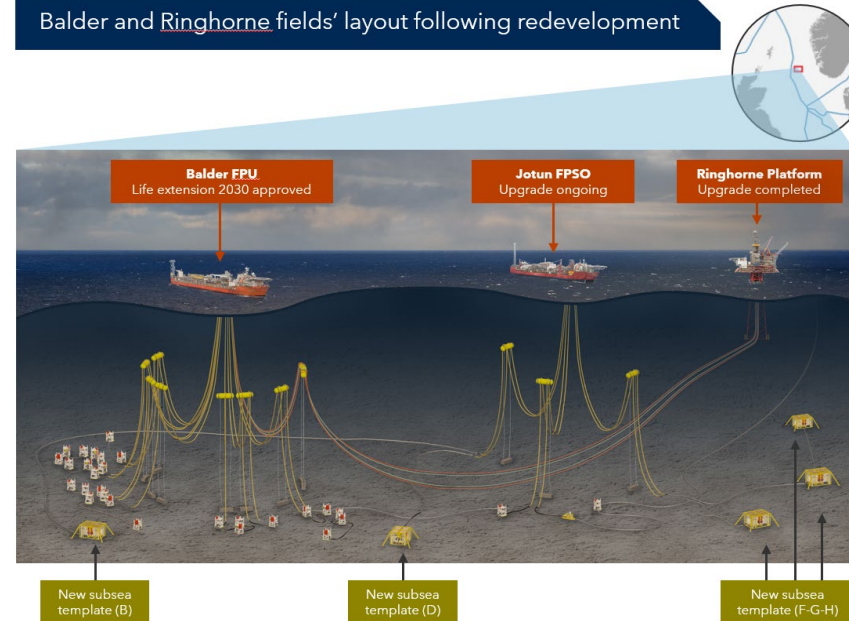 Balder and Ringhorne fields’ layout following redevelopment
Balder FPU
Life extension 2030 approved
Jotun FPSO
Upgrade ongoing
Ringhorne Platform
Upgrade completed
New subsea
template (B)
New subsea
template (D)
New subsea
template (F-G-H)